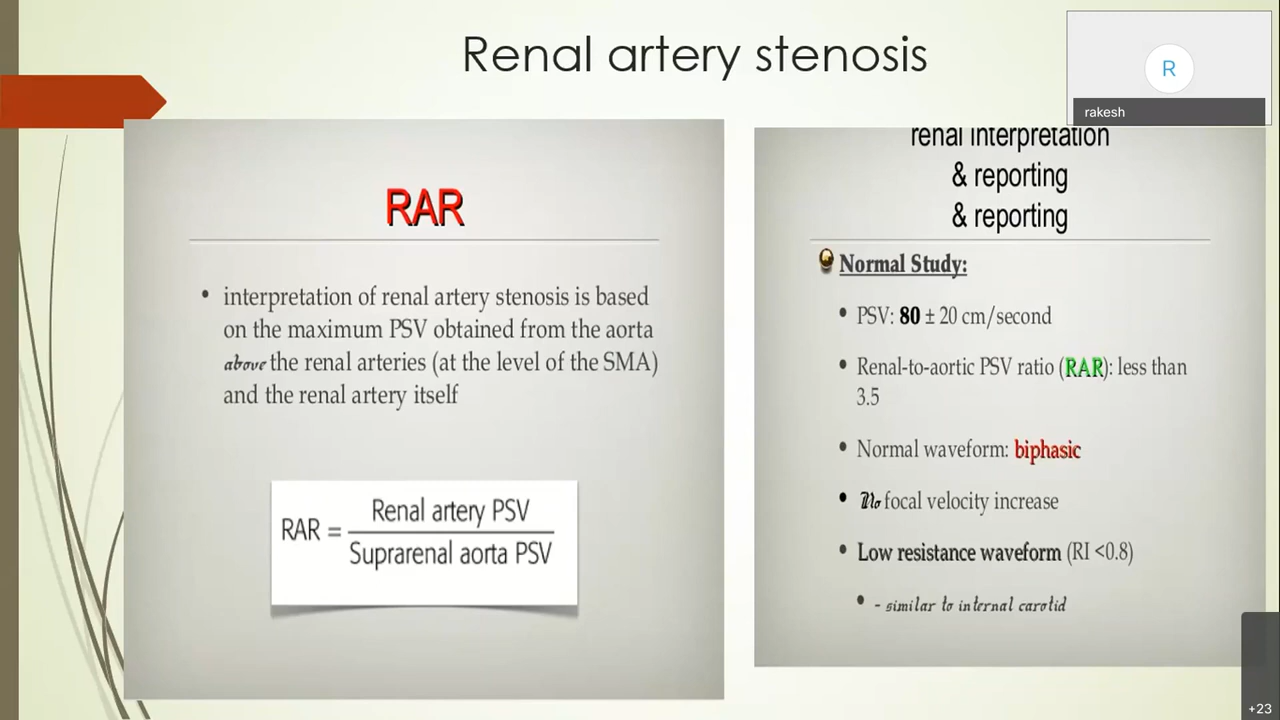 Renal artery stenosis
R
rakesh
RAR
• interpretation of renal artery stenosis is based
on the maximum PSV obtained from the aorta
above the renal arteries (at the level of the SMA)
and the renal artery itself
RAR = Renal artery PSV
Suprarenal aorta PSV
renal interpretation
& reporting
& reporting
Normal Study:
• PSV: 80 ± 20 cm/second
• Renal-to-aortic PSV ratio (RAR): less than
3.5
• Normal waveform: biphasic
• No focal velocity increase
• Low resistance waveform (RI <0.8)
• - similar to internal carotid
+23